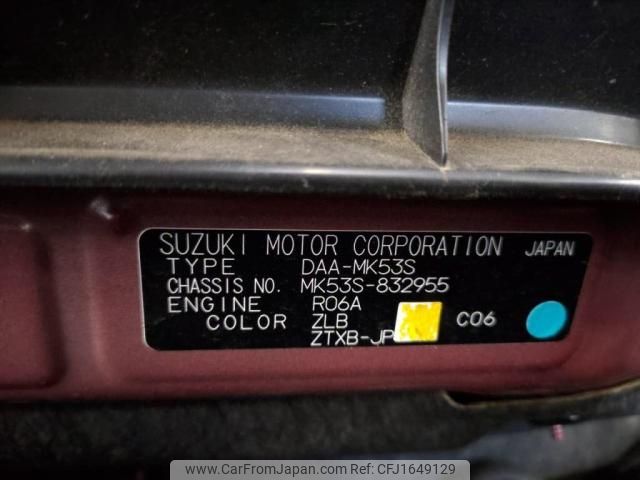 SUZUKI MOTOR CORPORATION JAPAN
TYPE DAA-MK53S
CHASSIS NO. MK53S-832955
ENGINE R06A
COLOR ZLB C06
ZTXB-JP
www.CarFromJapan.com | Ref No. CFJ1649129